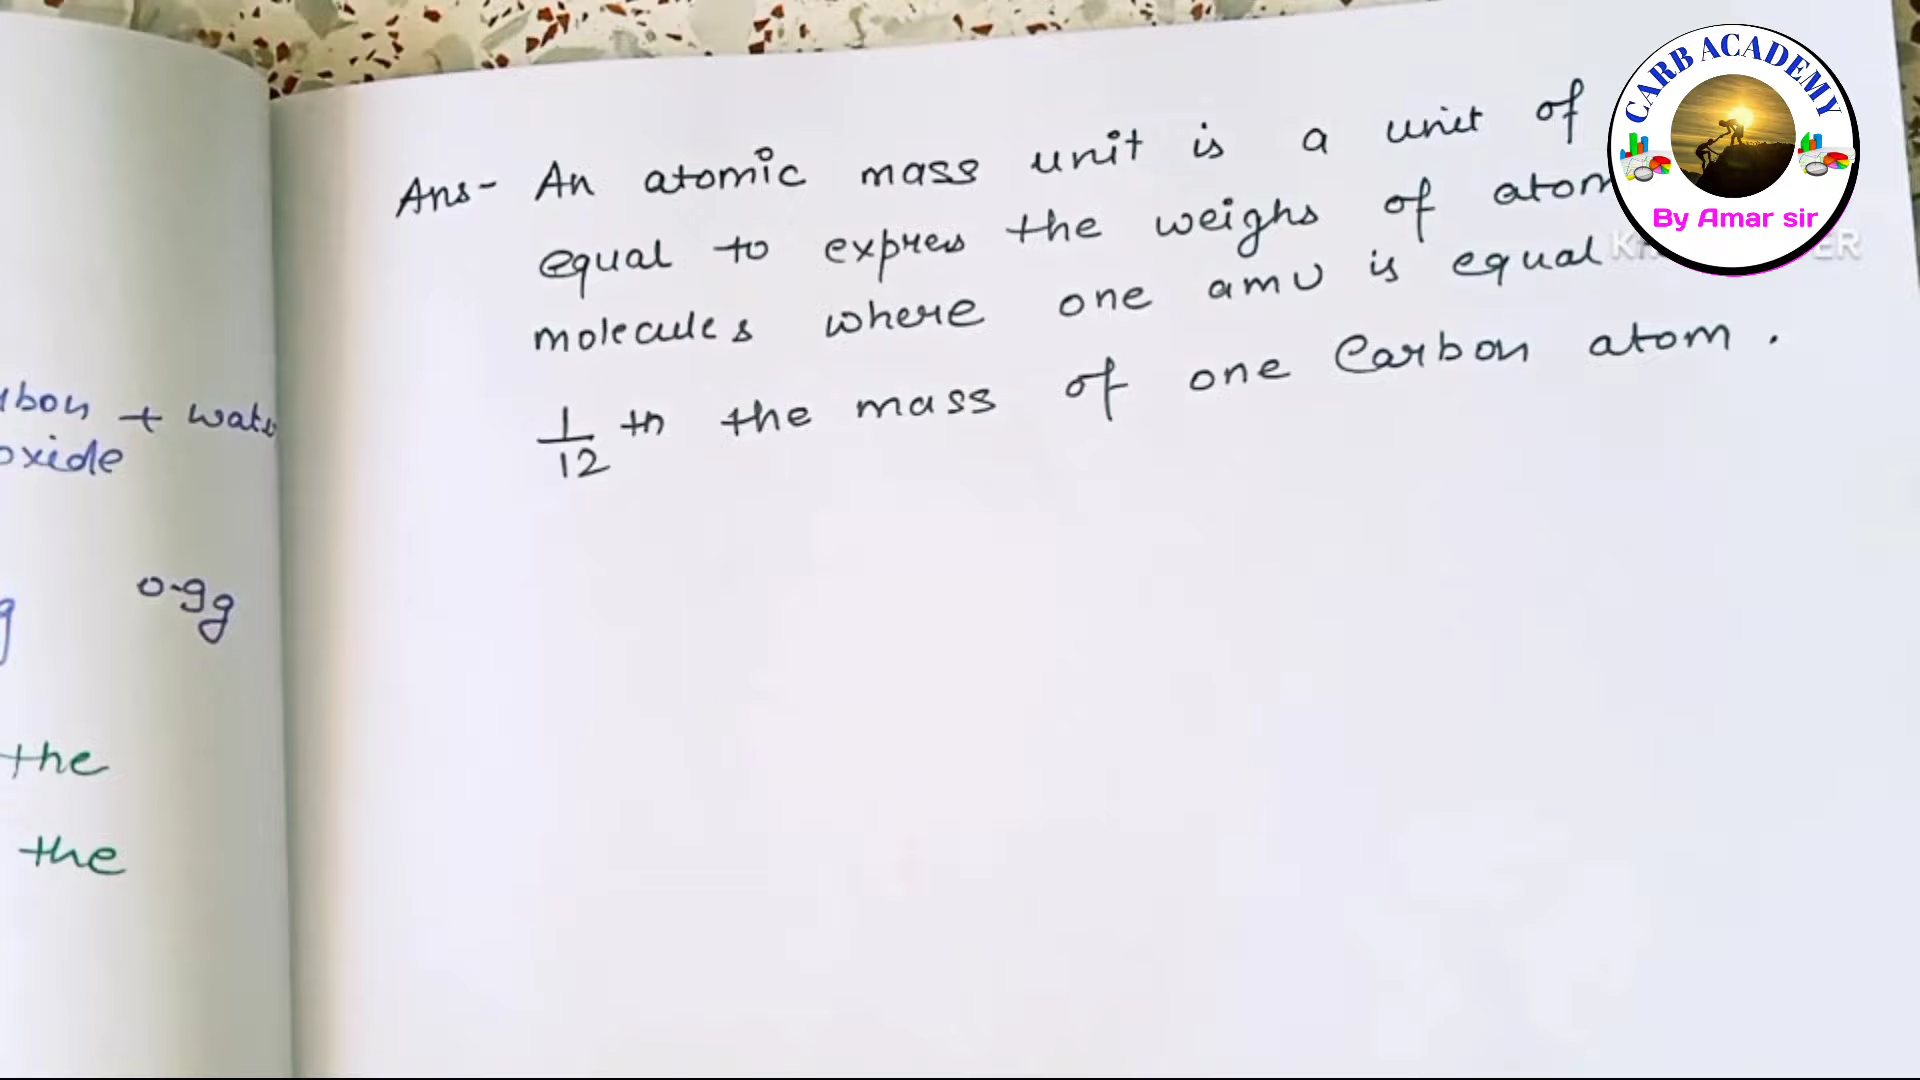 Ans- An atomic mass unit is a unit of
equal to express the weighs of atom
molecules where one amu is equal
1/12 th the mass of one Carbon atom.
+ wate
oxide
0.9g
the
the
CARB ACADEMY
By Amar sir